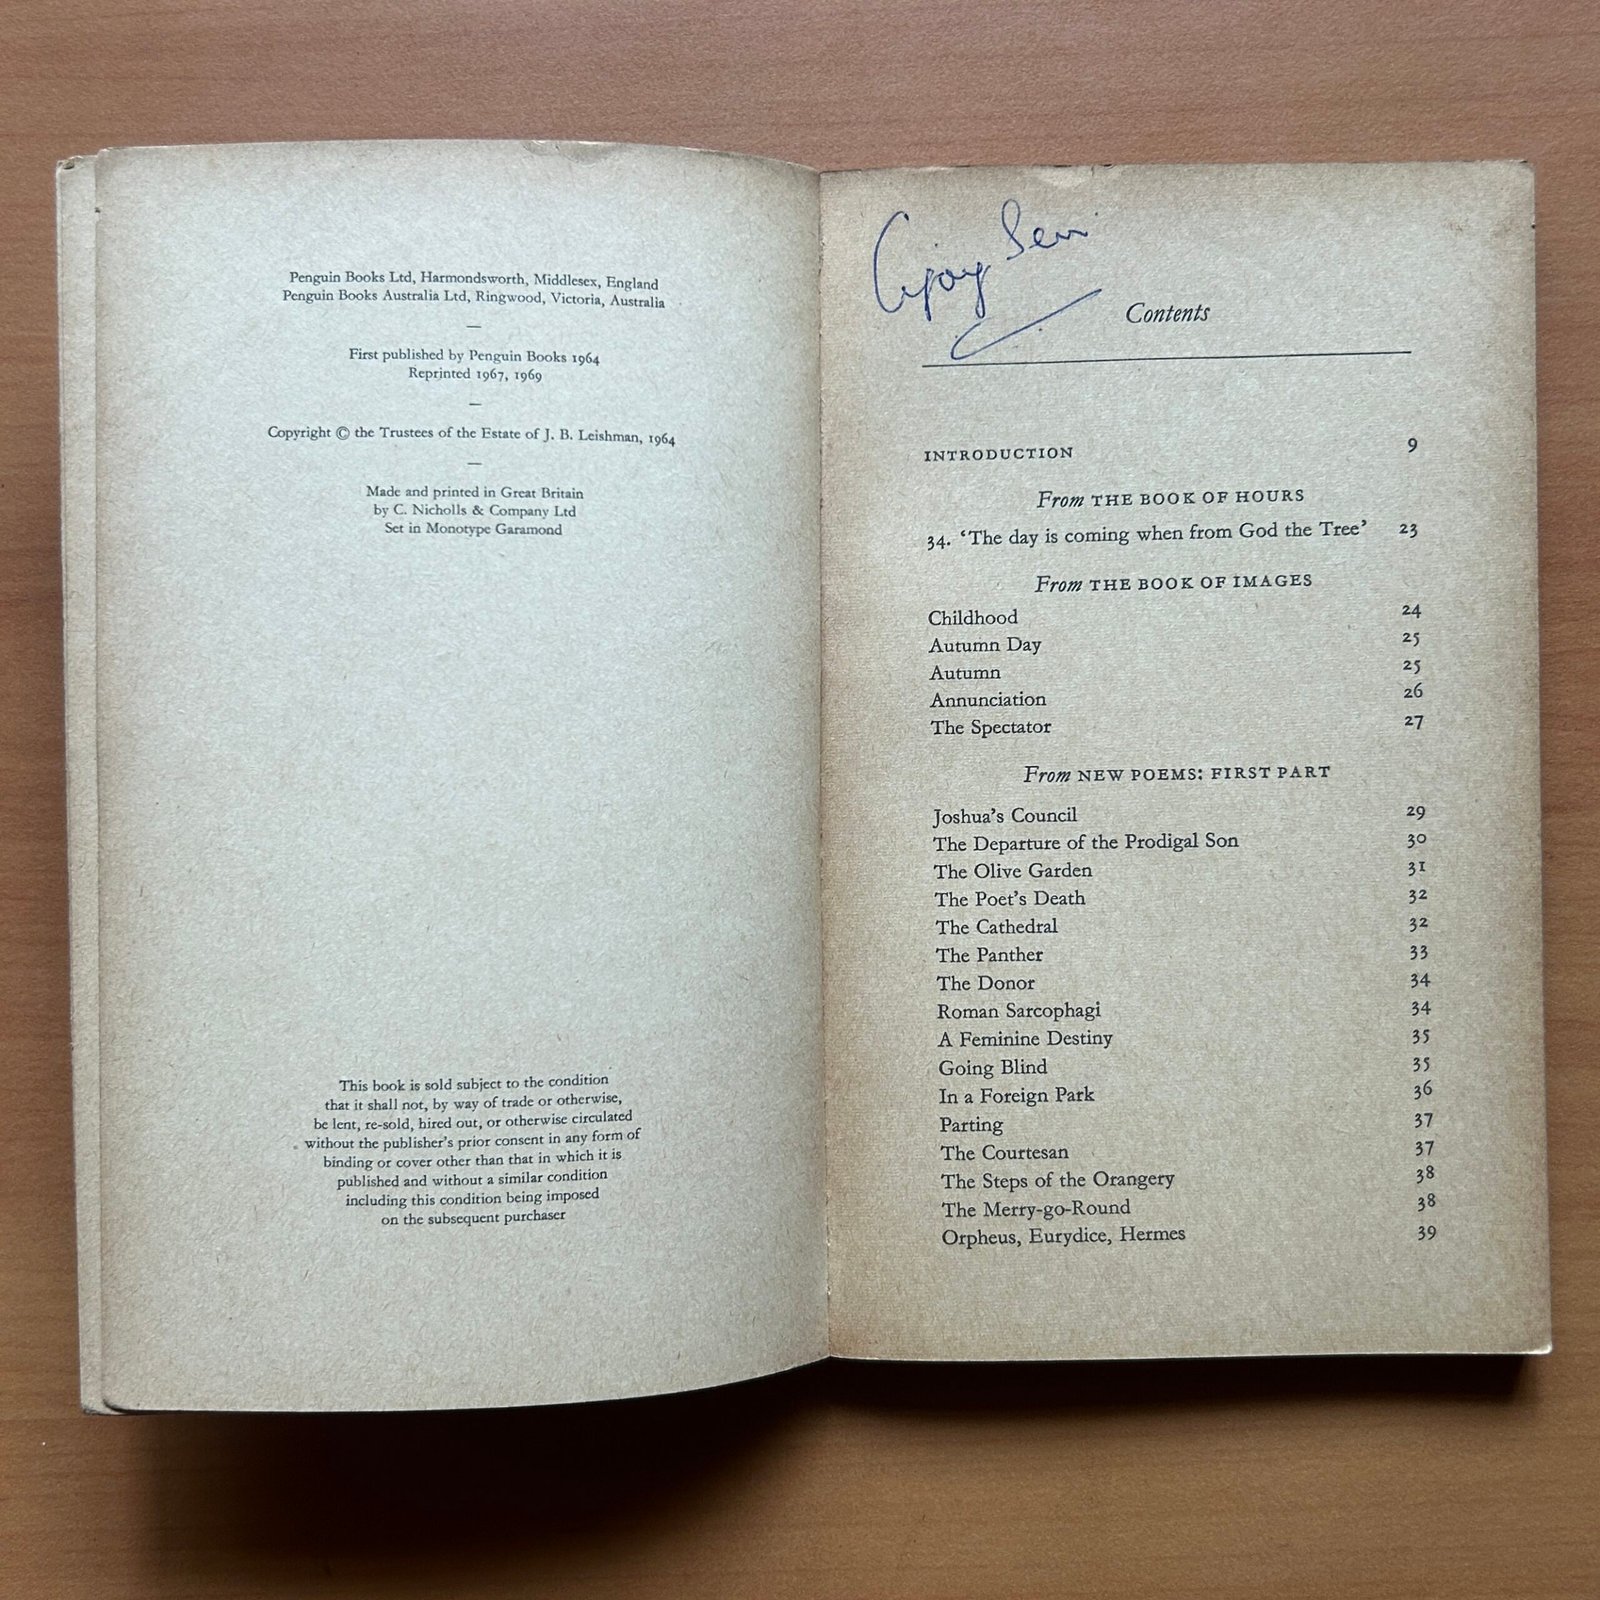 Penguin Books Ltd, Harmondsworth, Middlesex, England
Penguin Books Australia Ltd, Ringwood, Victoria, Australia
First published by Penguin Books 1964
Reprinted 1967, 1969
Copyright © the Trustees of the Estate of J. B. Leishman, 1964
Made and printed in Great Britain
by C. Nicholls & Company Ltd
Set in Monotype Garamond
This book is sold subject to the condition
that it shall not, by way of trade or otherwise,
be lent, re-sold, hired out, or otherwise circulated
without the publisher's prior consent in any form of
binding or cover other than that in which it is
published and without a similar condition
including this condition being imposed
on the subsequent purchaser
Sen
Contents
INTRODUCTION 9
From THE BOOK OF HOURS
34. ‘The day is coming when from God the Tree’ 23
From THE BOOK OF IMAGES
Childhood 24
Autumn Day 25
Autumn 25
Annunciation 26
The Spectator 27
From NEW POEMS: FIRST PART
Joshua's Council 29
The Departure of the Prodigal Son 30
The Olive Garden 31
The Poet's Death 32
The Cathedral 32
The Panther 33
The Donor 34
Roman Sarcophagi 34
A Feminine Destiny 35
Going Blind 35
In a Foreign Park 36
Parting 37
The Courtesan 37
The Steps of the Orangery 38
The Merry-go-Round 38
Orpheus, Eurydice, Hermes 39